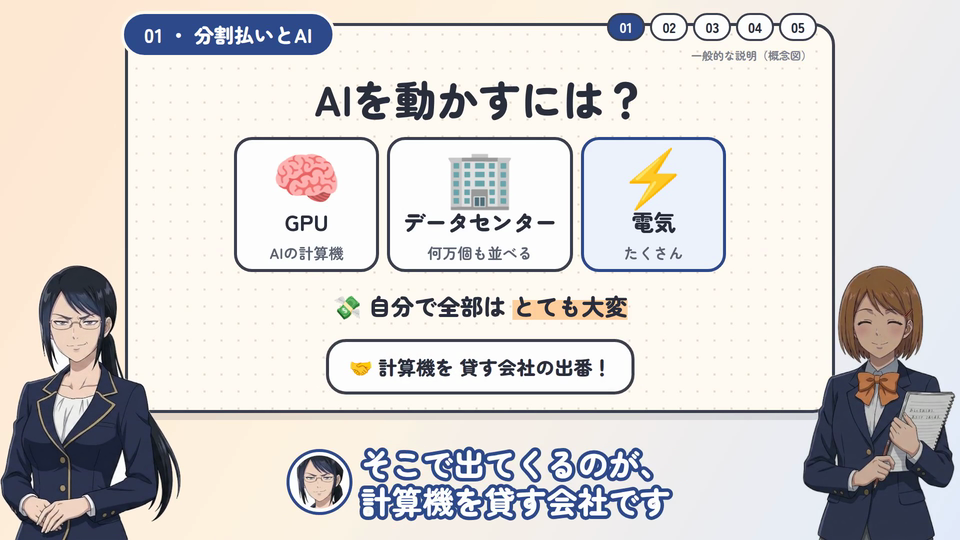 01 ・ 分割払いとAI
01 02 03 04 05
一般的な説明（概念図）
AIを動かすには？
GPU
AIの計算機
データセンター
何万個も並べる
電気
たくさん
自分で全部は とても大変
計算機を 貸す会社の出番！
そこで出てくるのが、
計算機を貸す会社です